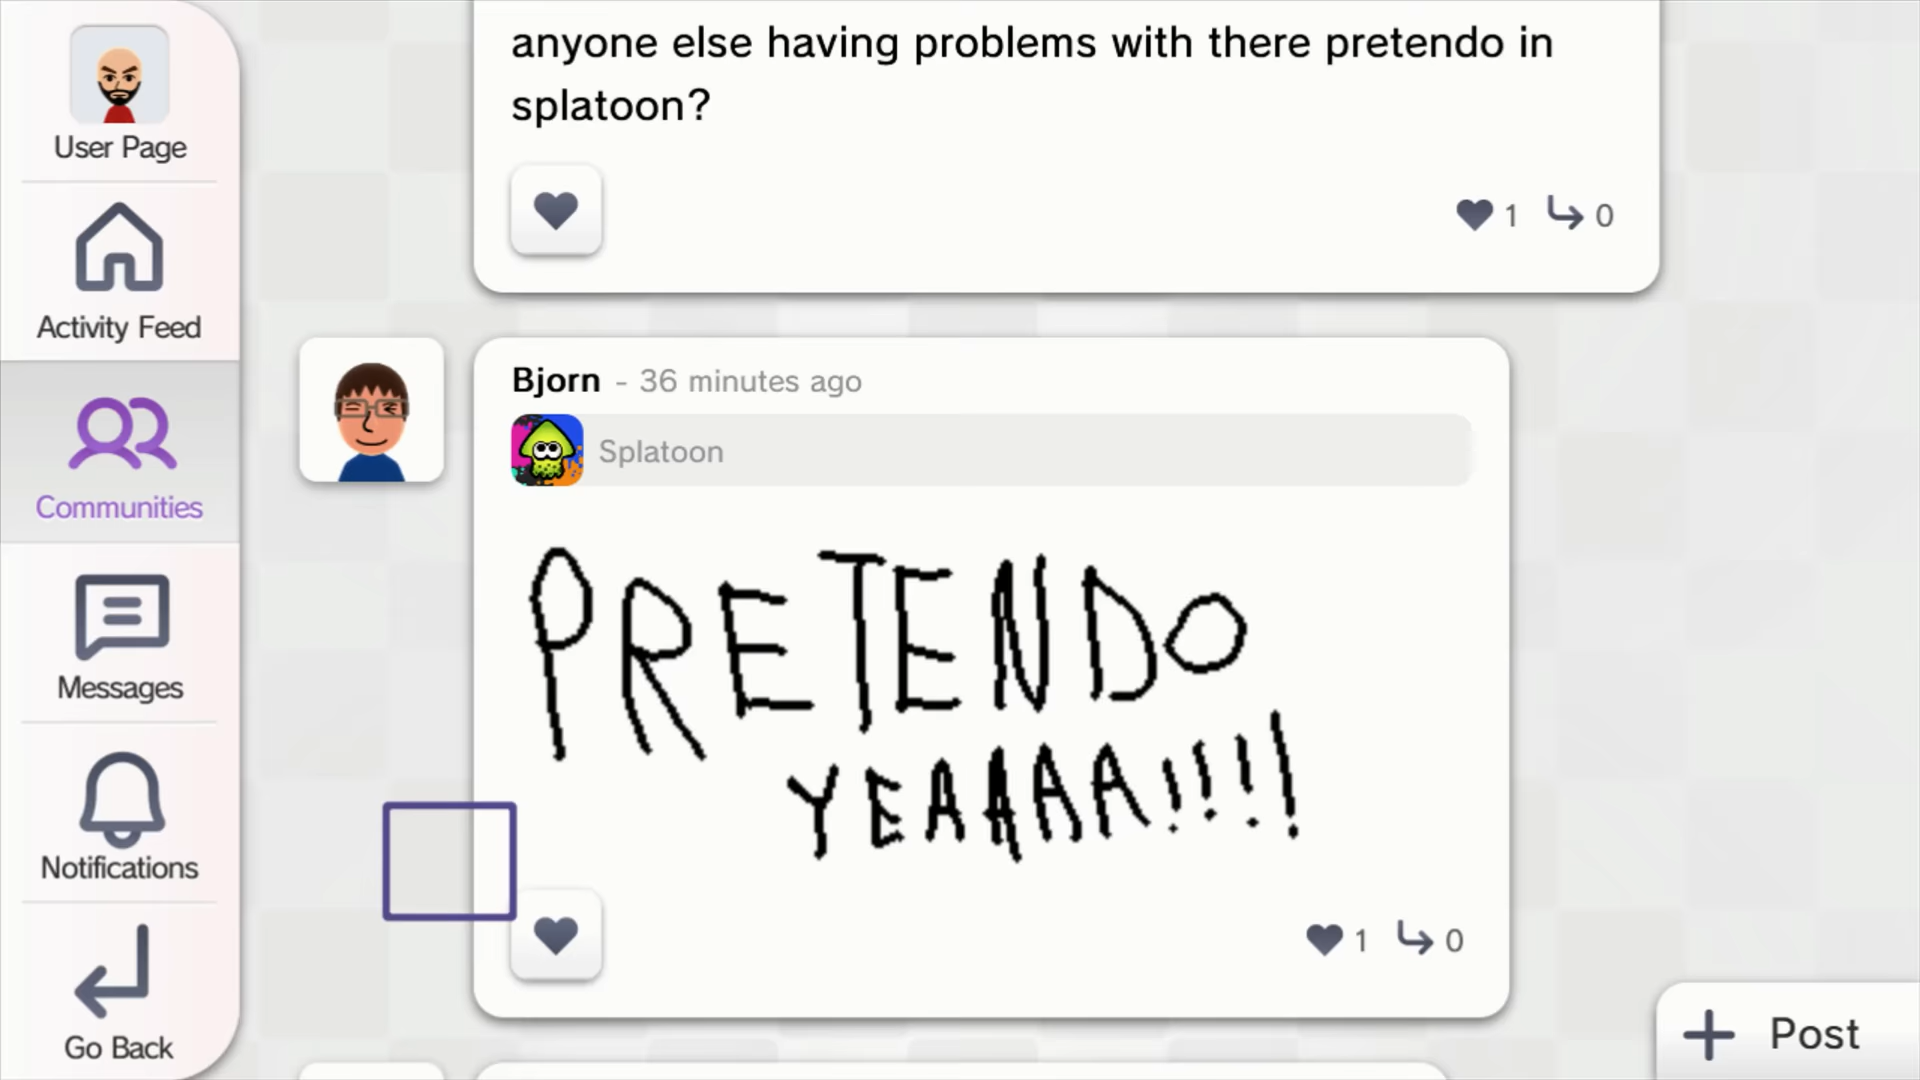 anyone else having problems with there pretendo in
splatoon?
1
0
User Page
Activity Feed
Communities
Messages
Notifications
Go Back
Bjorn - 36 minutes ago
Splatoon
PRETENDO
YEAAAA!!!!
1
0
+ Post